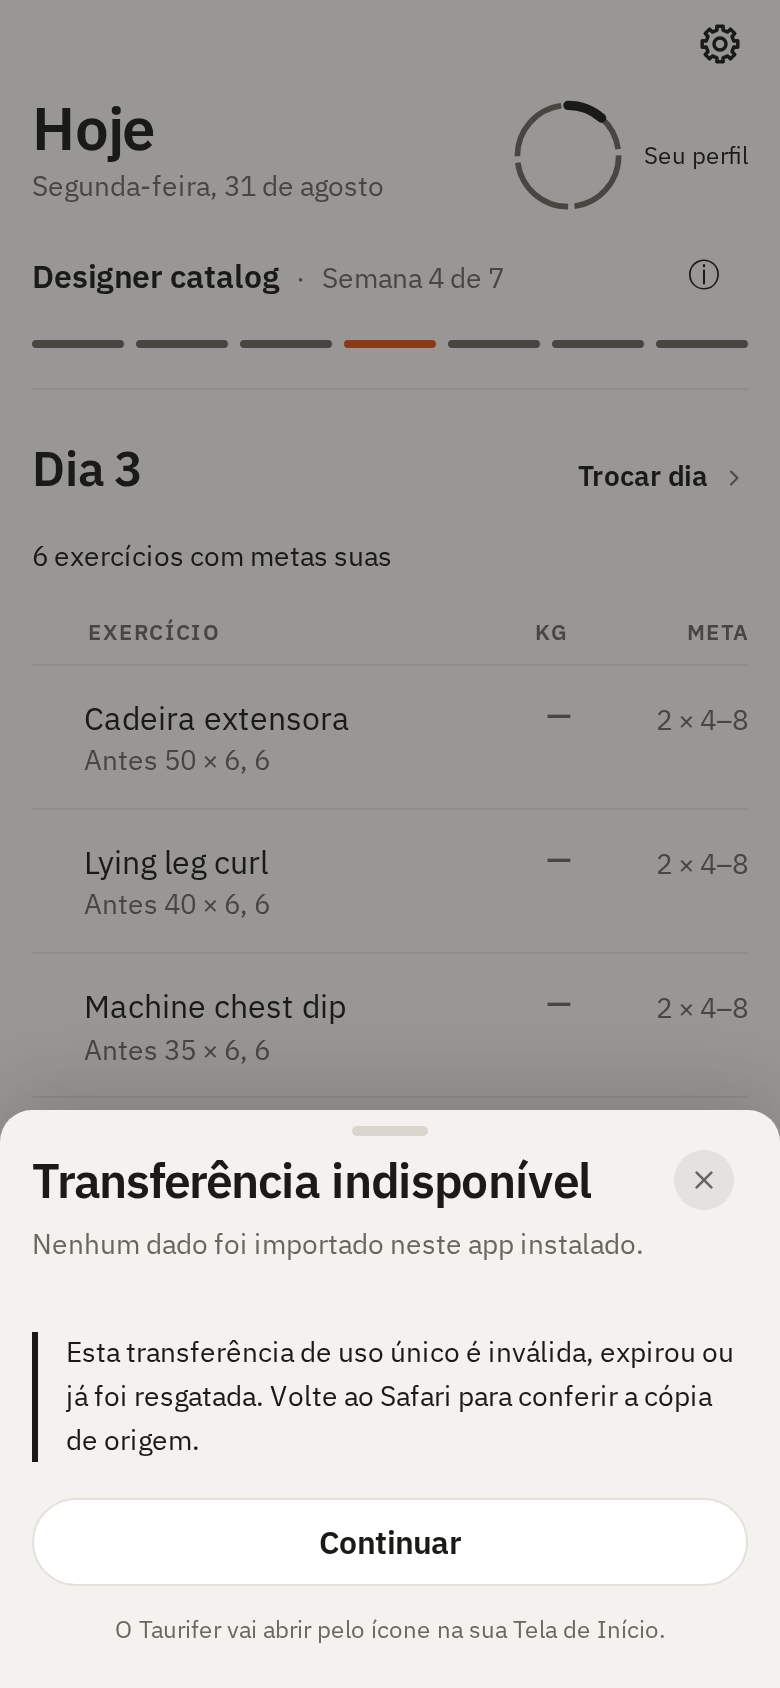 Hoje
Segunda-feira, 31 de agosto
Seu perfil
Designer catalog · Semana 4 de 7
Dia 3
Trocar dia
6 exercícios com metas suas
EXERCÍCIO KG META
Cadeira extensora — 2 × 4–8
Antes 50 × 6, 6
Lying leg curl — 2 × 4–8
Antes 40 × 6, 6
Machine chest dip — 2 × 4–8
Antes 35 × 6, 6
Transferência indisponível
Nenhum dado foi importado neste app instalado.
Esta transferência de uso único é inválida, expirou ou
já foi resgatada. Volte ao Safari para conferir a cópia
de origem.
Continuar
O Taurifer vai abrir pelo ícone na sua Tela de Início.